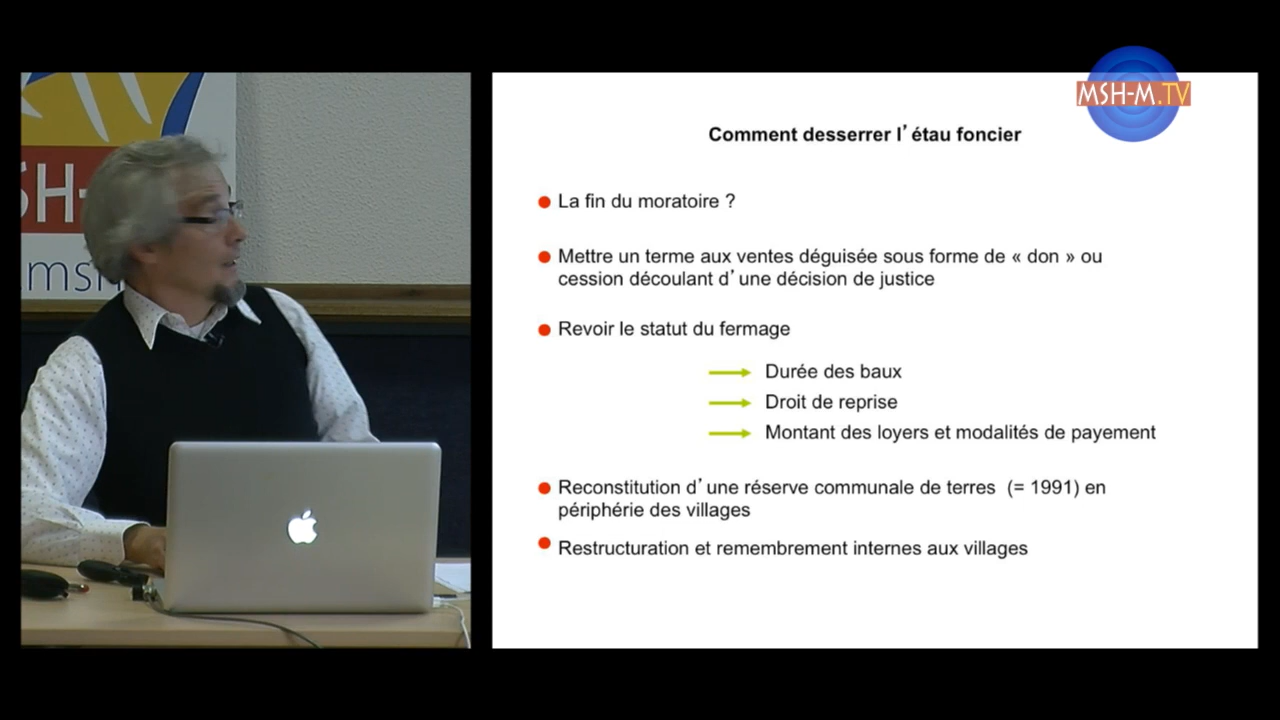 MSH-M.TV
SH-
msh
Comment desserrer l'étau foncier
La fin du moratoire ?
Mettre un terme aux ventes déguisée sous forme de « don » ou
cession découlant d'une décision de justice
Revoir le statut du fermage
Durée des baux
Droit de reprise
Montant des loyers et modalités de payement
Reconstitution d'une réserve communale de terres (= 1991) en
périphérie des villages
Restructuration et remembrement internes aux villages